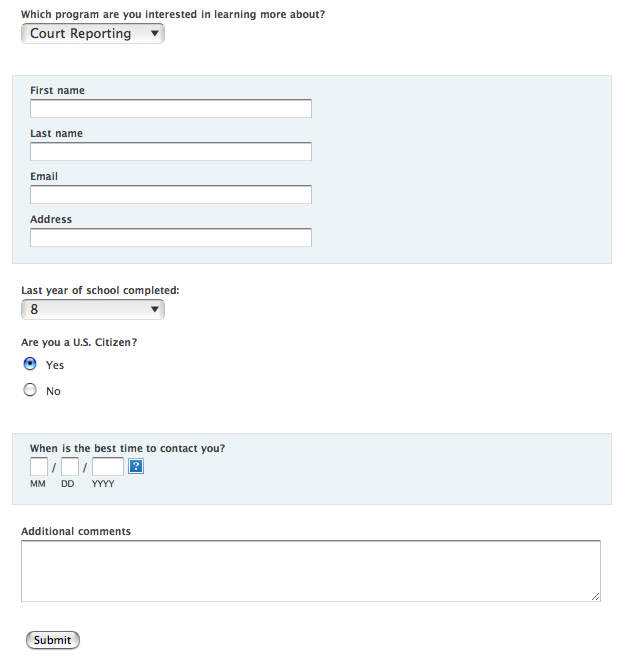 Which program are you interested in learning more about?
Court Reporting
First name
Last name
Email
Address
Last year of school completed:
8
Are you a U.S. Citizen?
Yes
No
When is the best time to contact you?
/ / ?
MM DD YYYY
Additional comments
Submit